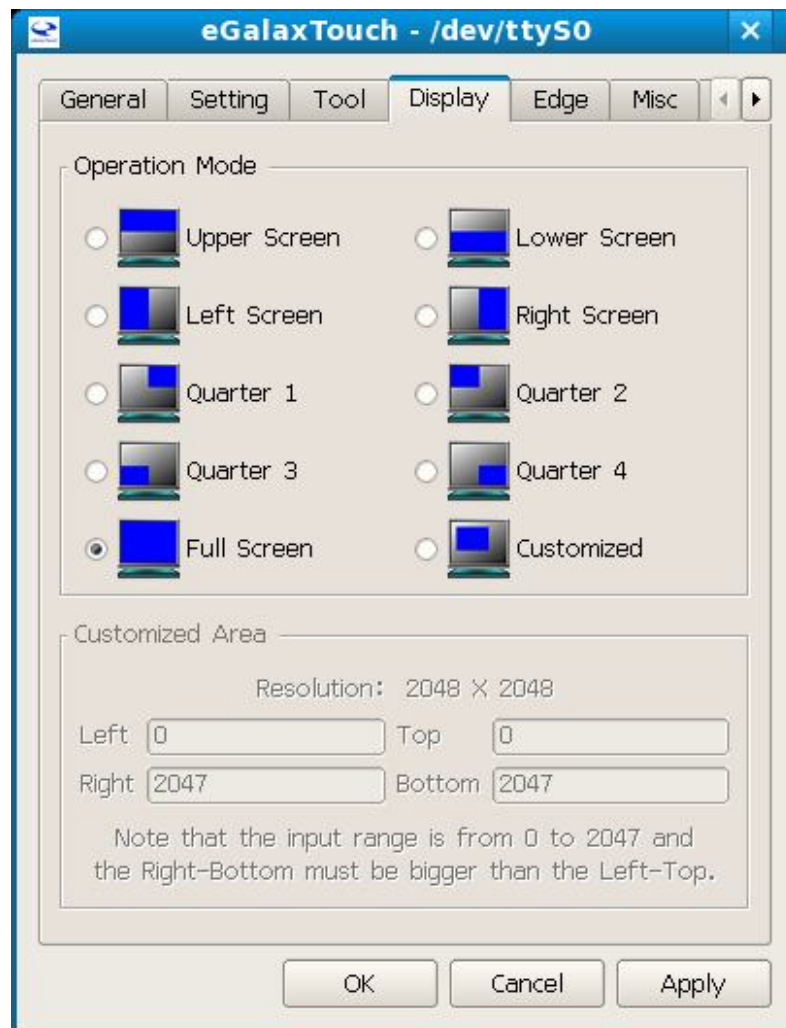 eGalaxTouch - /dev/ttyS0
General Setting Tool Display Edge Misc
Operation Mode
Upper Screen Lower Screen
Left Screen Right Screen
Quarter 1 Quarter 2
Quarter 3 Quarter 4
Full Screen Customized
Customized Area
Resolution: 2048 X 2048
Left 0 Top 0
Right 2047 Bottom 2047
Note that the input range is from 0 to 2047 and
the Right-Bottom must be bigger than the Left-Top.
OK Cancel Apply